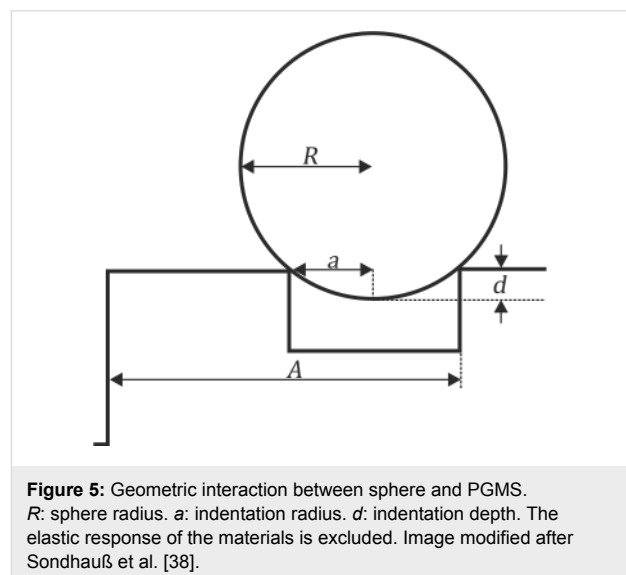 R
a
d
A
Figure 5: Geometric interaction between sphere and PGMS.
R: sphere radius. a: indentation radius. d: indentation depth. The
elastic response of the materials is excluded. Image modified after
Sondhauß et al. [38].